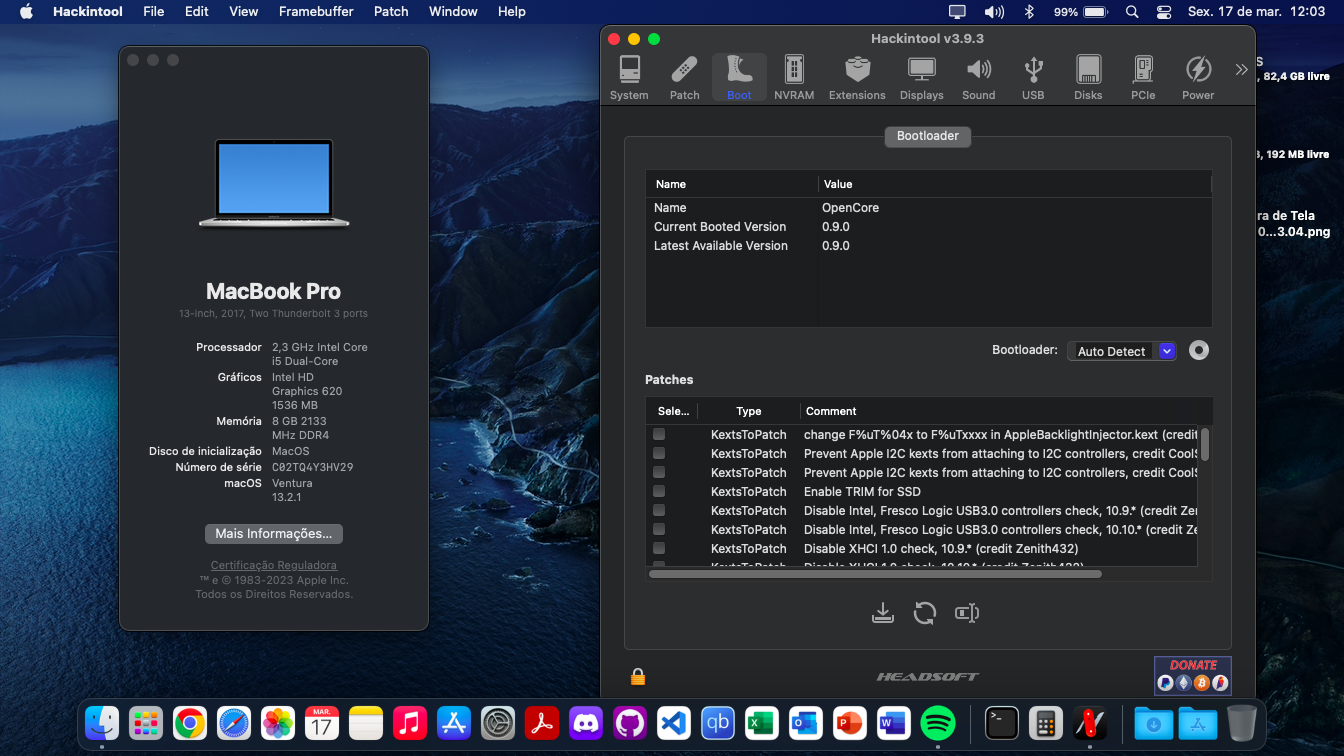 Hackintool File Edit View Framebuffer Patch Window Help 99% Sex. 17 de mar. 12:03
MacBook Pro
13-inch, 2017, Two Thunderbolt 3 ports
Processador 2,3 GHz Intel Core
i5 Dual-Core
Gráficos Intel HD
Graphics 620
1536 MB
Memória 8 GB 2133
MHz DDR4
Disco de inicialização MacOS
Número de série C02TQ4Y3HV29
macOS Ventura
13.2.1
Mais Informações...
Certificação Reguladora
™ e © 1983-2023 Apple Inc.
Todos os Direitos Reservados.
Hackintool v3.9.3
System Patch Boot NVRAM Extensions Displays Sound USB Disks PCIe Power
Bootloader
Name Value
Name OpenCore
Current Booted Version 0.9.0
Latest Available Version 0.9.0
Bootloader: Auto Detect
Patches
Sele... Type Comment
KextsToPatch change F%uT%04x to F%uTxxxx in AppleBacklightInjector.kext (credit
KextsToPatch Prevent Apple I2C kexts from attaching to I2C controllers, credit CoolS
KextsToPatch Prevent Apple I2C kexts from attaching to I2C controllers, credit CoolS
KextsToPatch Enable TRIM for SSD
KextsToPatch Disable Intel, Fresco Logic USB3.0 controllers check, 10.9.* (credit Zen
KextsToPatch Disable Intel, Fresco Logic USB3.0 controllers check, 10.10.* (credit Ze
KextsToPatch Disable XHCI 1.0 check, 10.9.* (credit Zenith432)
HEADSOFT
DONATE
S
, 82,4 GB livre
3, 192 MB livre
ra de Tela
0...3.04.png
MAR.
17
qb